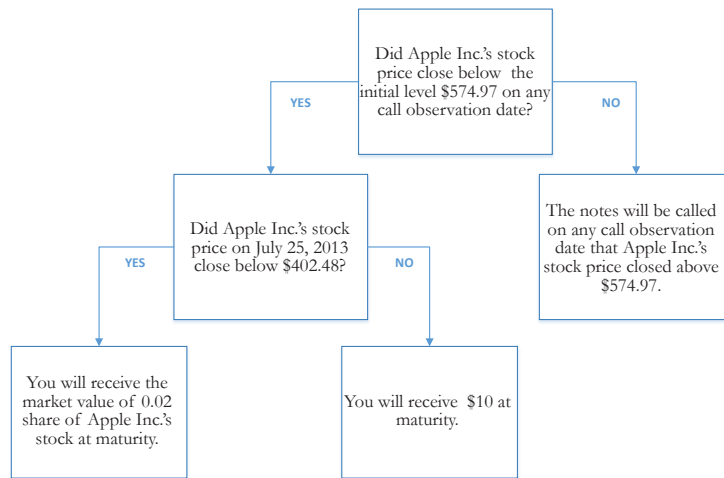 Did Apple Inc.'s stock
price close below the
initial level $574.97 on any
call observation date?
YES
NO
Did Apple Inc.'s stock
price on July 25, 2013
close below $402.48?
The notes will be called
on any call observation
date that Apple Inc.'s
stock price closed above
$574.97.
YES
NO
You will receive the
market value of 0.02
share of Apple Inc.'s
stock at maturity.
You will receive $10 at
maturity.